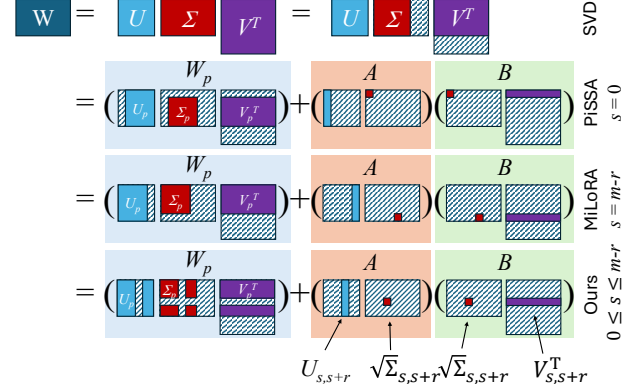 W = U Σ V^T = U Σ V^T SVD
W_p A B
= ( U_p Σ_p V_p^T ) + ( ) ( ) PiSSA s = 0
W_p A B
= ( U_p Σ_p V_p^T ) + ( ) ( ) MiLoRA s = m-r
W_p A B
= ( U_p Σ_p V_p^T ) + ( ) ( ) Ours 0 ≤ s ≤ m-r
U_{s,s+r} √Σ_{s,s+r} √Σ_{s,s+r} V^T_{s,s+r}